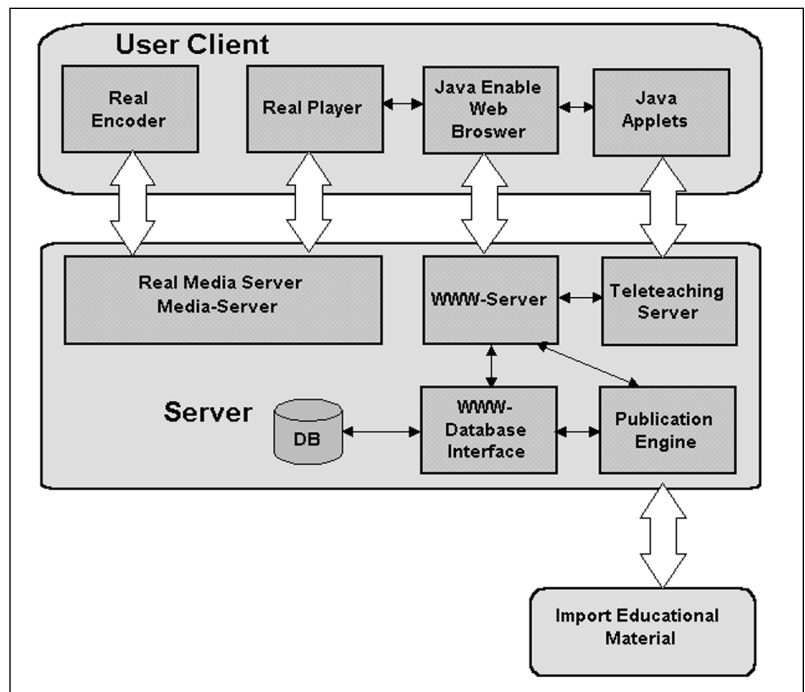 User Client
Real
Encoder
Real Player
Java Enable
Web
Broswer
Java
Applets
Real Media Server
Media-Server
WWW-Server
Teleteaching
Server
Server
DB
WWW-
Database
Interface
Publication
Engine
Import Educational
Material